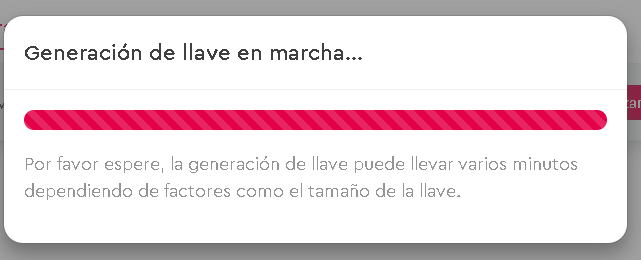 Generación de llave en marcha...
Por favor espere, la generación de llave puede llevar varios minutos
dependiendo de factores como el tamaño de la llave.